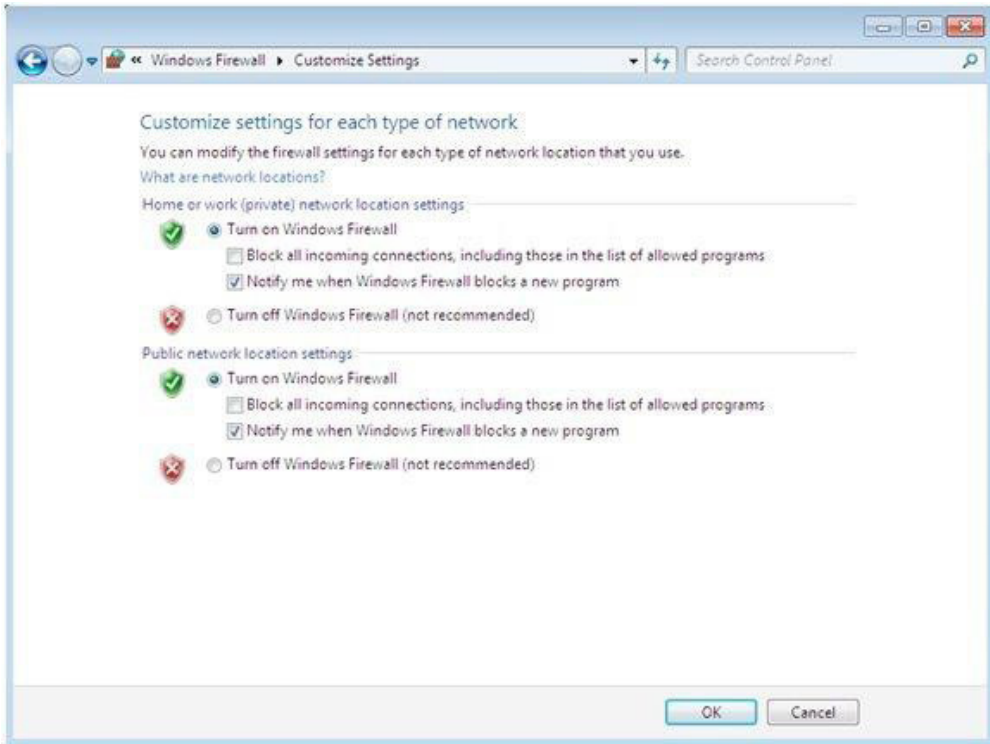 « Windows Firewall ▸ Customize Settings
Search Control Panel
Customize settings for each type of network
You can modify the firewall settings for each type of network location that you use.
What are network locations?
Home or work (private) network location settings
Turn on Windows Firewall
Block all incoming connections, including those in the list of allowed programs
Notify me when Windows Firewall blocks a new program
Turn off Windows Firewall (not recommended)
Public network location settings
Turn on Windows Firewall
Block all incoming connections, including those in the list of allowed programs
Notify me when Windows Firewall blocks a new program
Turn off Windows Firewall (not recommended)
OK
Cancel